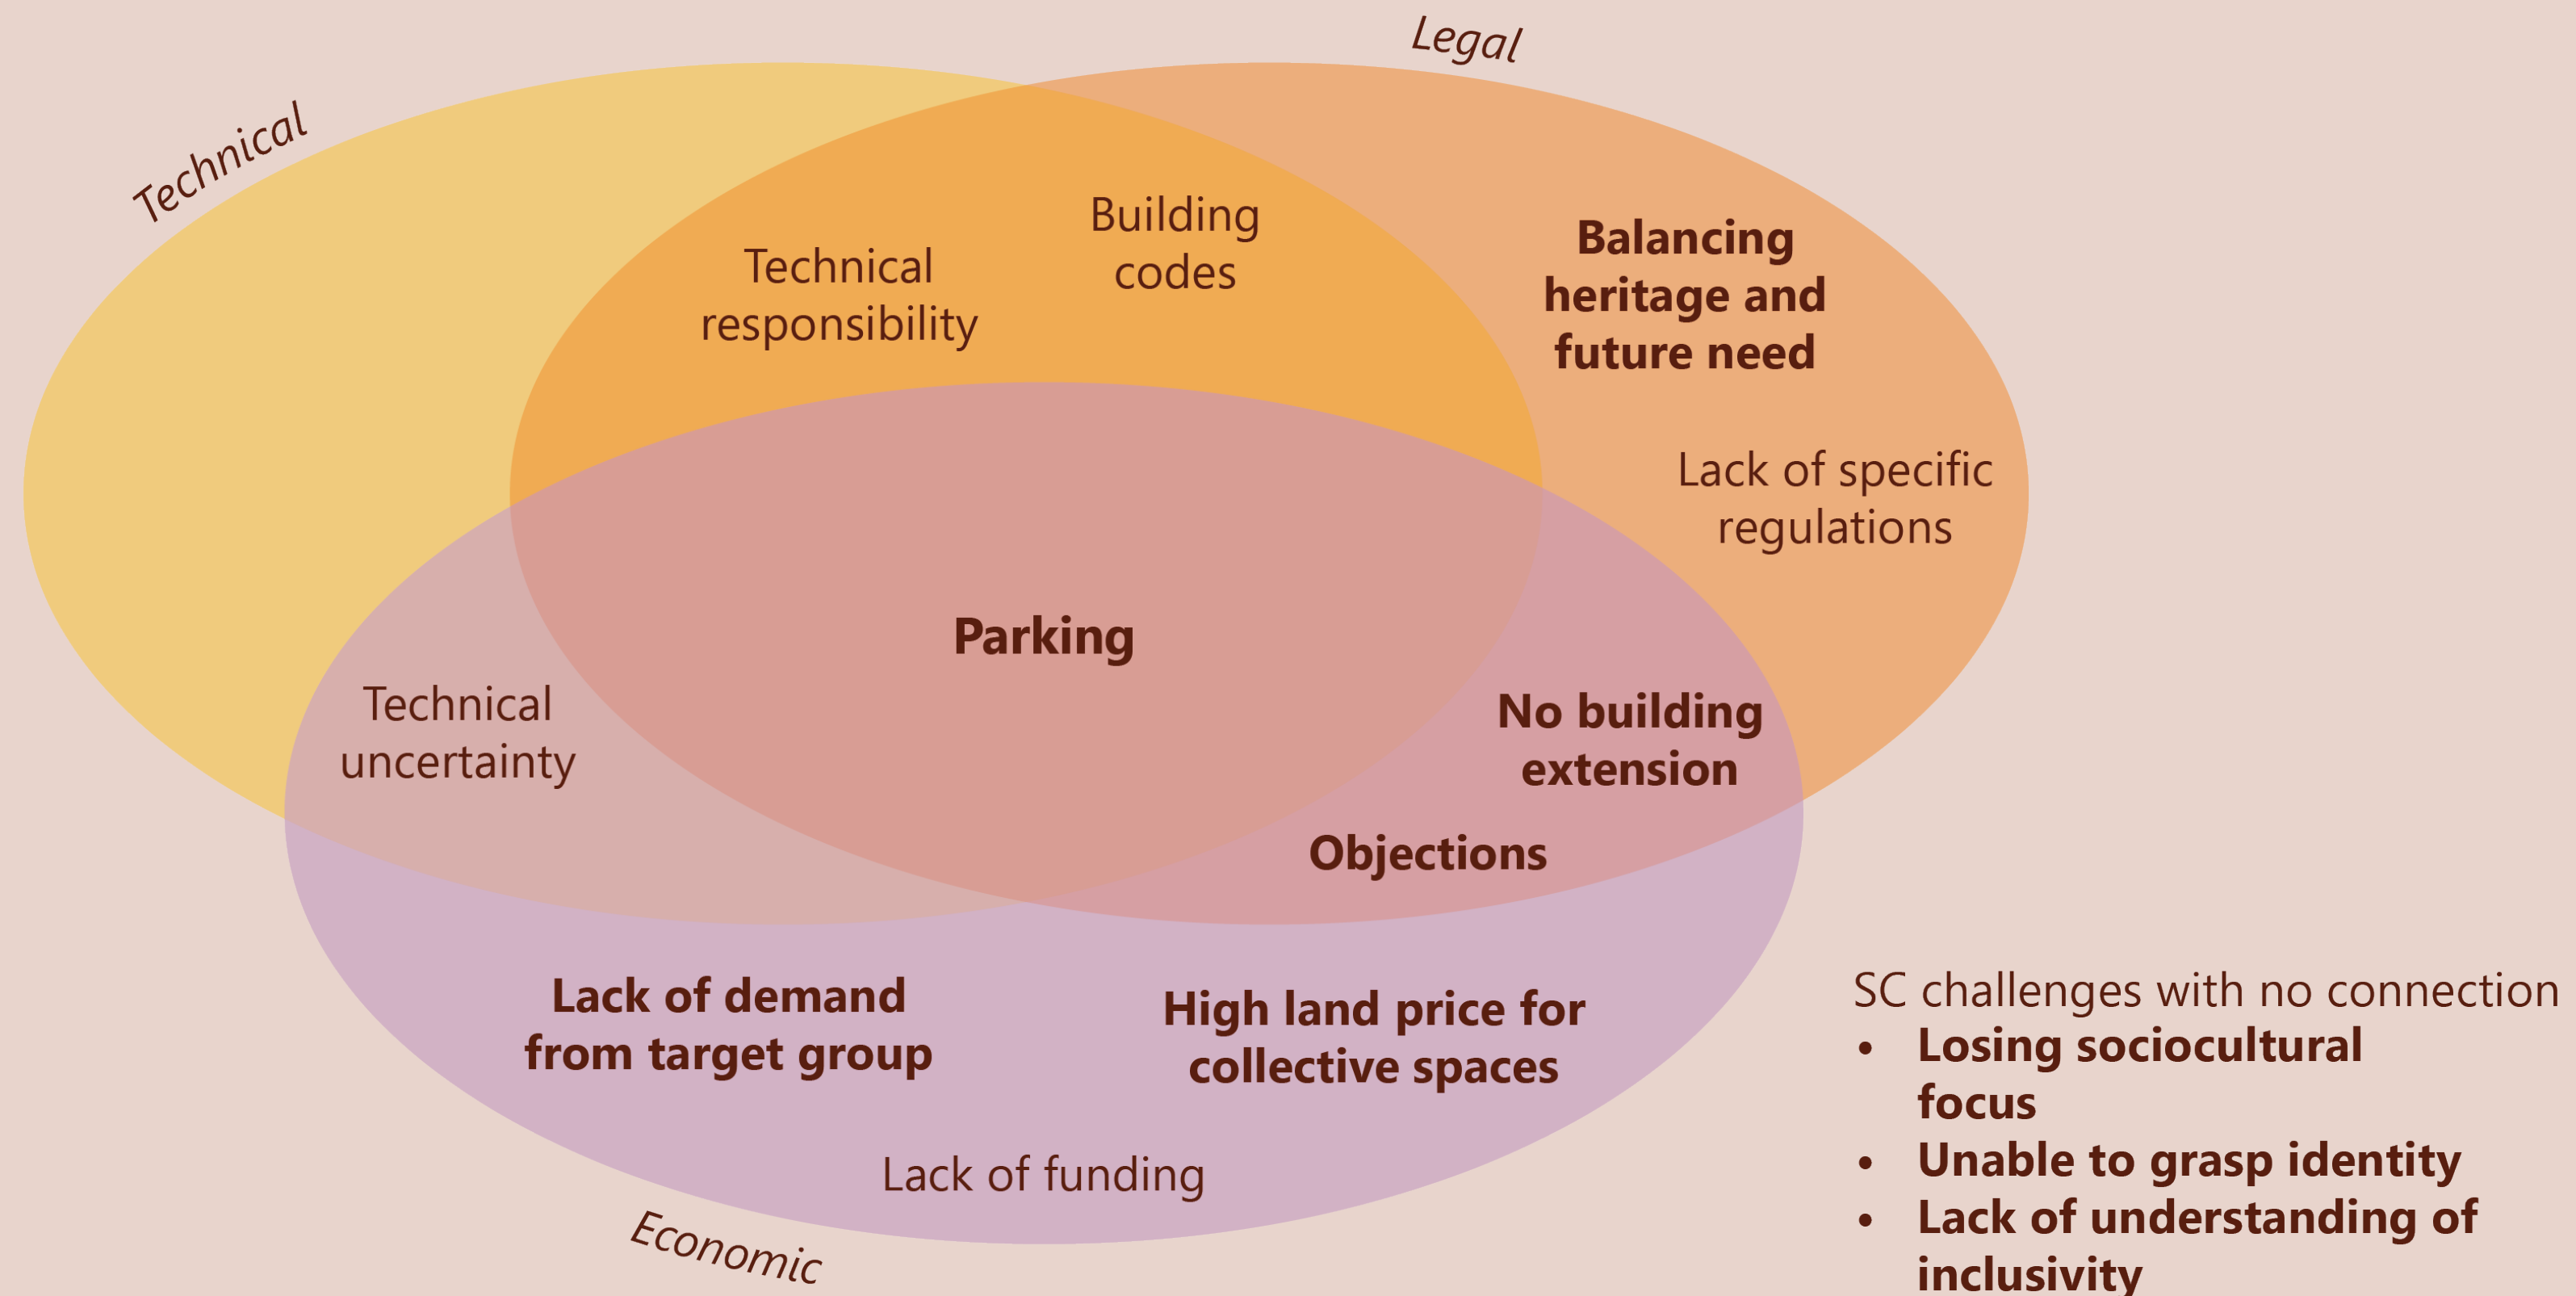 Legal
Technical
Building
codes
Technical
responsibility
Balancing
heritage and
future need
Lack of specific
regulations
Parking
Technical
uncertainty
No building
extension
Objections
Lack of demand
from target group
High land price for
collective spaces
Lack of funding
Economic
SC challenges with no connection
• Losing sociocultural
focus
• Unable to grasp identity
• Lack of understanding of
inclusivity